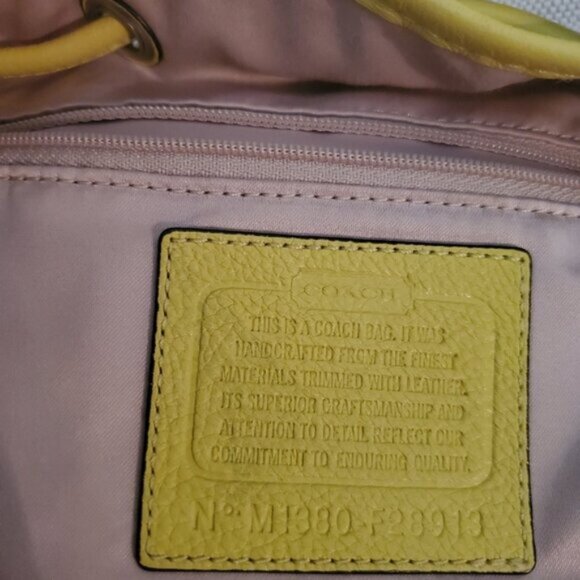 COACH
THIS IS A COACH BAG. IT WAS
HANDCRAFTED FROM THE FINEST
MATERIALS TRIMMED WITH LEATHER.
ITS SUPERIOR CRAFTSMANSHIP AND
ATTENTION TO DETAIL REFLECT OUR
COMMITMENT TO ENDURING QUALITY.
Nº: M1380-F28913